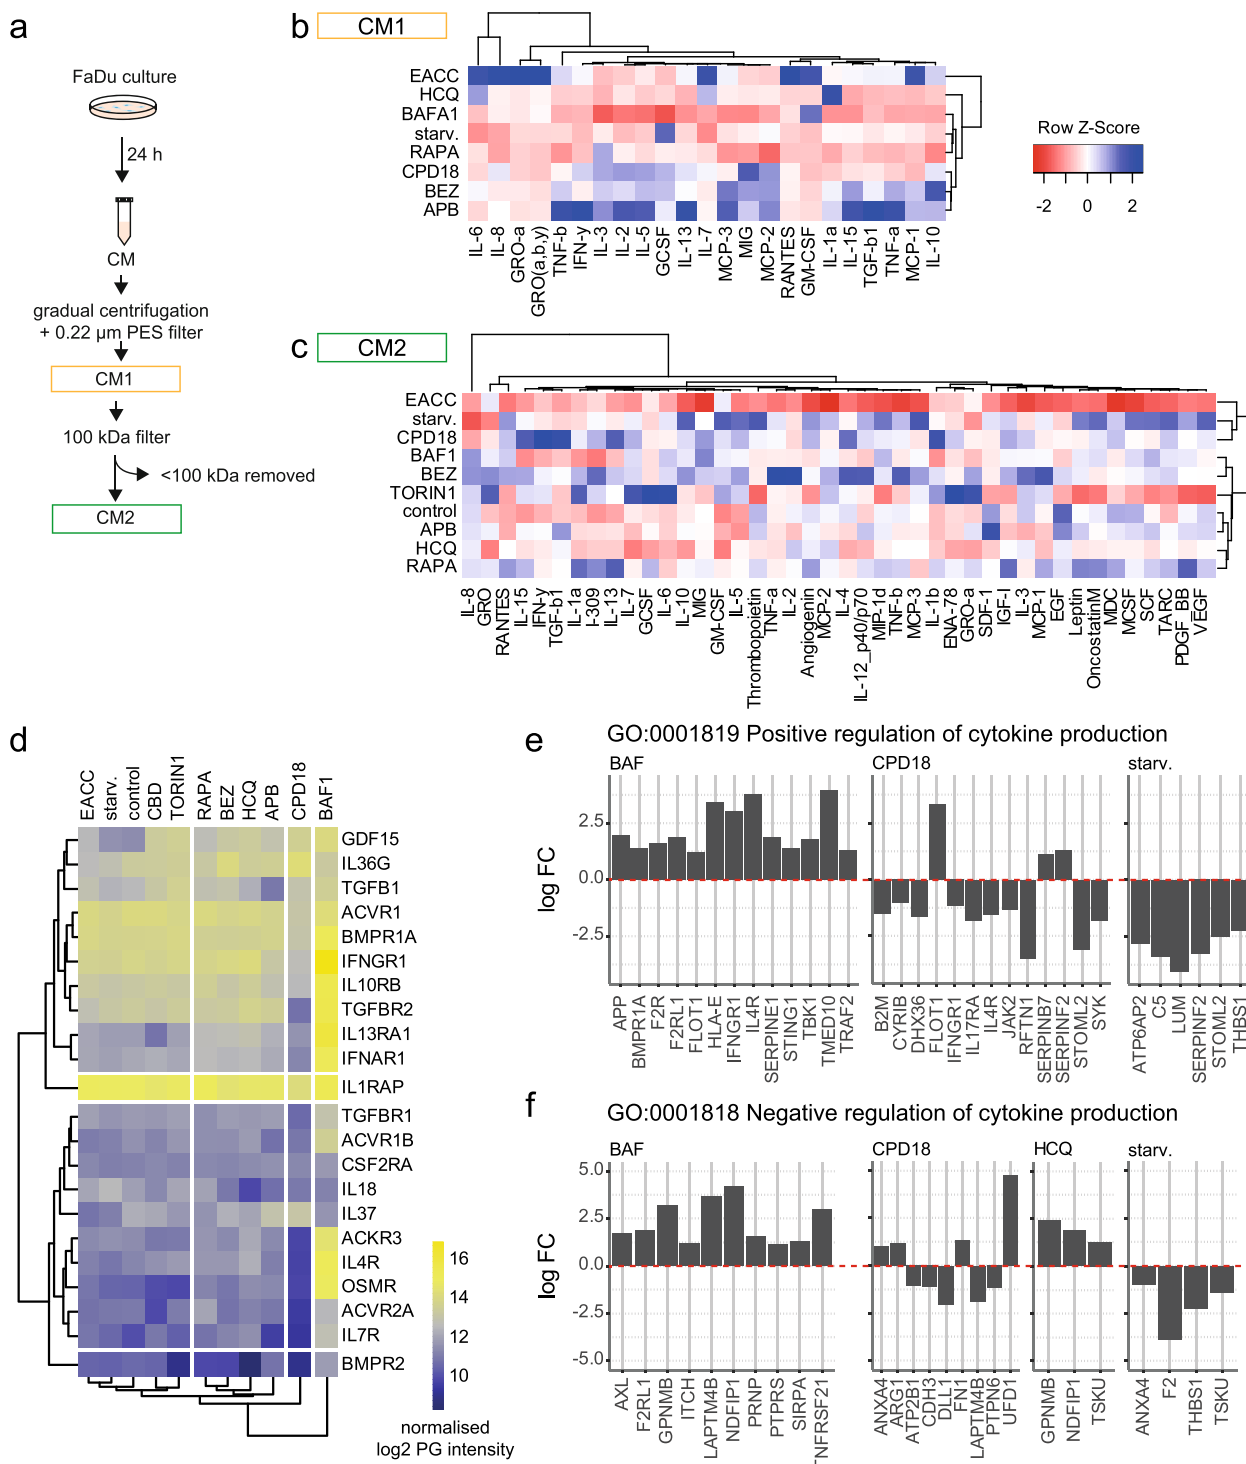 a
FaDu culture
24 h
CM
gradual centrifugation
+ 0.22 µm PES filter
CM1
100 kDa filter
<100 kDa removed
CM2
b
CM1
EACC
HCQ
BAFA1
starv.
RAPA
CPD18
BEZ
APB
IL-6
IL-8
GRO-a
GRO(a,b,y)
TNF-b
IFN-y
IL-3
IL-2
IL-5
GCSF
IL-13
IL-7
MCP-3
MIG
MCP-2
RANTES
GM-CSF
IL-1a
IL-15
TGF-b1
TNF-a
MCP-1
IL-10
Row Z-Score
-2 0 2
c
CM2
EACC
starv.
CPD18
BAF1
BEZ
TORIN1
control
APB
HCQ
RAPA
IL-8
GRO
RANTES
IL-15
IFN-y
TGF-b1
IL-1a
I-309
IL-13
IL-7
GCSF
IL-6
IL-10
MIG
GM-CSF
IL-5
Thrombopoietin
TNF-a
IL-2
Angiogenin
MCP-2
IL-4
IL-12_p40/p70
MIP-1d
TNF-b
MCP-3
IL-1b
ENA-78
GRO-a
SDF-1
IGF-I
IL-3
MCP-1
EGF
Leptin
OncostatinM
MDC
MCSF
SCF
TARC
PDGF_BB
VEGF
d
EACC
starv.
control
CBD
TORIN1
RAPA
BEZ
HCQ
APB
CPD18
BAF1
GDF15
IL36G
TGFB1
ACVR1
BMPR1A
IFNGR1
IL10RB
TGFBR2
IL13RA1
IFNAR1
IL1RAP
TGFBR1
ACVR1B
CSF2RA
IL18
IL37
ACKR3
IL4R
OSMR
ACVR2A
IL7R
BMPR2
16
14
12
10
normalised
log2 PG intensity
e
GO:0001819 Positive regulation of cytokine production
BAF
CPD18
starv.
log FC
2.5
0.0
-2.5
APP
BMPR1A
F2R
F2RL1
FLOT1
HLA-E
IFNGR1
IL4R
SERPINE1
STING1
TBK1
TMED10
TRAF2
B2M
CYRIB
DHX36
FLOT1
IFNGR1
IL17RA
IL4R
JAK2
RFTN1
SERPINB7
SERPINF2
STOML2
SYK
ATP6AP2
C5
LUM
SERPINF2
STOML2
THBS1
f
GO:0001818 Negative regulation of cytokine production
BAF
CPD18
HCQ
starv.
log FC
5.0
2.5
0.0
-2.5
-5.0
AXL
F2RL1
GPNMB
ITCH
LAPTM4B
NDFIP1
PRNP
PTPRS
SIRPA
TNFRSF21
ANXA4
ARG1
ATP2B1
CDH3
DLL1
FN1
LAPTM4B
PTPN6
UFD1
GPNMB
NDFIP1
TSKU
ANXA4
F2
THBS1
TSKU